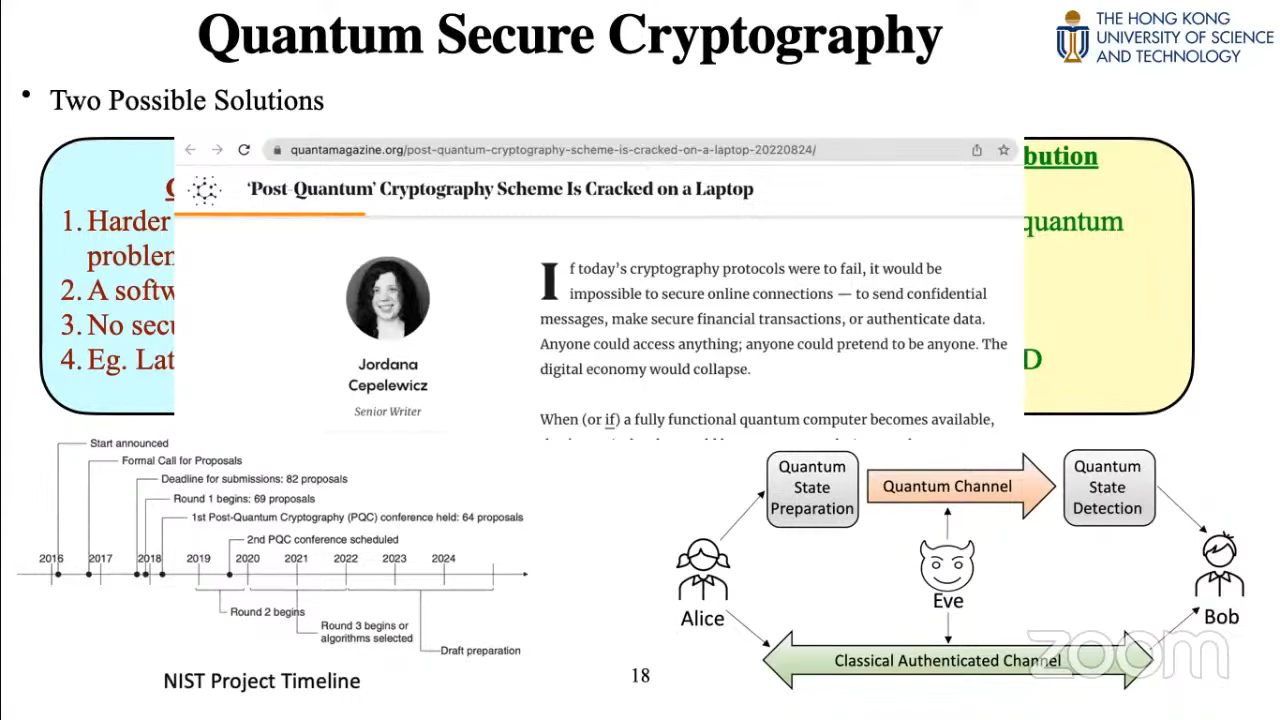 Quantum Secure Cryptography
THE HONG KONG
UNIVERSITY OF SCIENCE
AND TECHNOLOGY
• Two Possible Solutions
1. Harder
problem
2. A softw
3. No secu
4. Eg. Lat
bution
quantum
D
quantamagazine.org/post-quantum-cryptography-scheme-is-cracked-on-a-laptop-20220824/
'Post-Quantum' Cryptography Scheme Is Cracked on a Laptop
Jordana
Cepelewicz
Senior Writer
If today's cryptography protocols were to fail, it would be
impossible to secure online connections — to send confidential
messages, make secure financial transactions, or authenticate data.
Anyone could access anything; anyone could pretend to be anyone. The
digital economy would collapse.
When (or if) a fully functional quantum computer becomes available,
Start announced
Formal Call for Proposals
Deadline for submissions: 82 proposals
Round 1 begins: 69 proposals
1st Post-Quantum Cryptography (PQC) conference held: 64 proposals
2nd PQC conference scheduled
2016 2017 2018 2019 2020 2021 2022 2023 2024
Round 2 begins
Round 3 begins or
algorithms selected
Draft preparation
NIST Project Timeline
Quantum
State
Preparation
Quantum Channel
Quantum
State
Detection
Alice
Eve
Bob
Classical Authenticated Channel
zoom
18